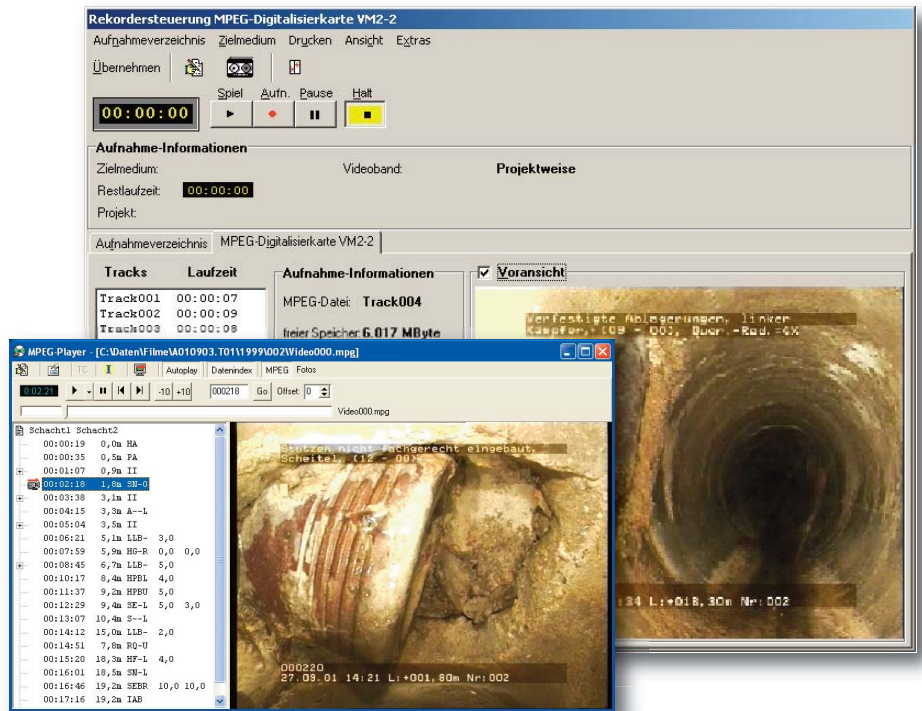 Rekordersteuerung MPEG-Digitalisierkarte VM2-2
Aufnahmeverzeichnis Zielmedium Drucken Ansicht Extras
Übernehmen
Spiel Aufn. Pause Halt
00:00:00
Aufnahme-Informationen
Zielmedium: Videoband: Projektweise
Restlaufzeit: 00:00:00
Projekt:
Aufnahmeverzeichnis MPEG-Digitalisierkarte VM2-2
Tracks Laufzeit
Track001 00:00:07
Track002 00:00:09
Track003 00:00:08
Aufnahme-Informationen
MPEG-Datei: Track004
freier Speicher: 6.017 MByte
Voransicht
Verfestigte Ablagerungen, linker
Kämpfer, (09 - 00), Quer.-Red.=4%
:34 L:+018,30m Nr:002
MPEG-Player - [C:\Daten\Filme\A010903.T01\1999\002\Video000.mpg]
TC I Autoplay Datenindex MPEG Fotos
0:02:21 -10 +10 000218 Go Offset: 0
Video000.mpg
Schacht1 Schacht2
00:00:19 0,0m HA
00:00:35 0,5m PA
00:01:07 0,9m II
00:02:18 1,8m SN-O
00:03:38 3,1m II
00:04:15 3,3m A--L
00:05:04 3,5m II
00:06:21 5,1m LLB- 3,0
00:07:59 5,9m HG-R 0,0 0,0
00:08:45 6,7m LLB- 5,0
00:10:17 8,4m HPBL 4,0
00:11:37 9,2m HPBU 5,0
00:12:29 9,4m SE-L 5,0 3,0
00:13:07 10,4m S--L
00:14:12 15,0m LLB- 2,0
00:14:51 7,8m RQ-U
00:15:20 18,3m HF-L 4,0
00:16:01 18,5m SN-L
00:16:46 19,2m SEBR 10,0 10,0
00:17:16 19,2m IAB
Stutzen nicht fachgerecht eingebaut,
Scheitel, (12 - 00)
000220
27.09.01 14:21 L:+001,80m Nr:002